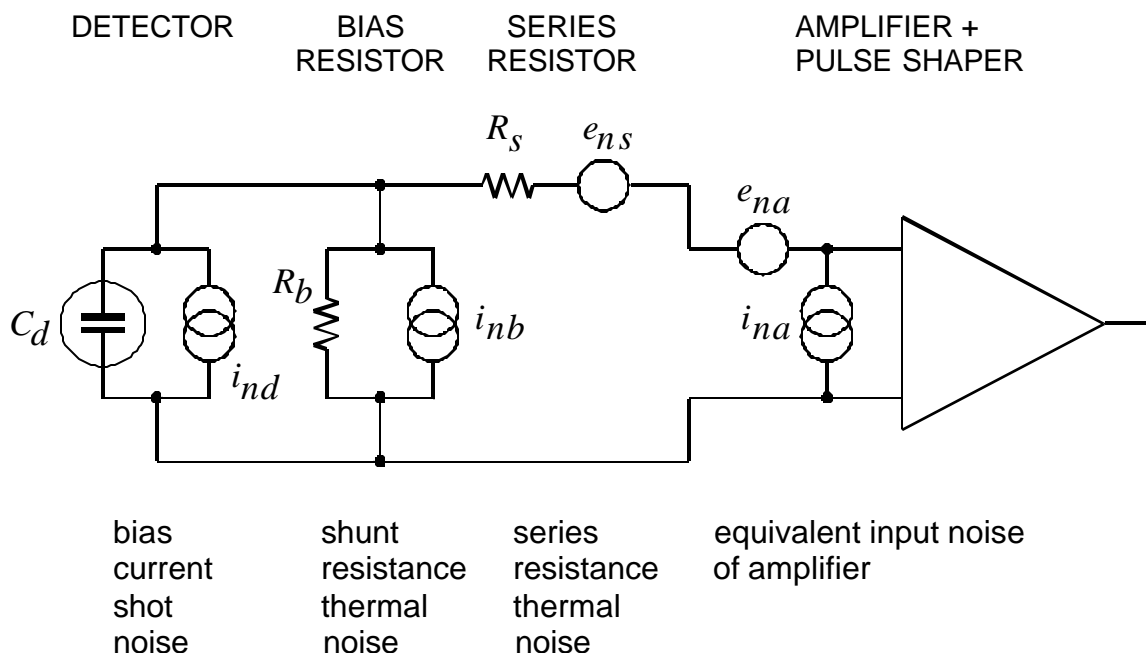 DETECTOR
BIAS
RESISTOR
SERIES
RESISTOR
AMPLIFIER +
PULSE SHAPER
R_s
e_ns
e_na
R_b
C_d
i_nd
i_nb
i_na
bias
current
shot
noise
shunt
resistance
thermal
noise
series
resistance
thermal
noise
equivalent input noise
of amplifier